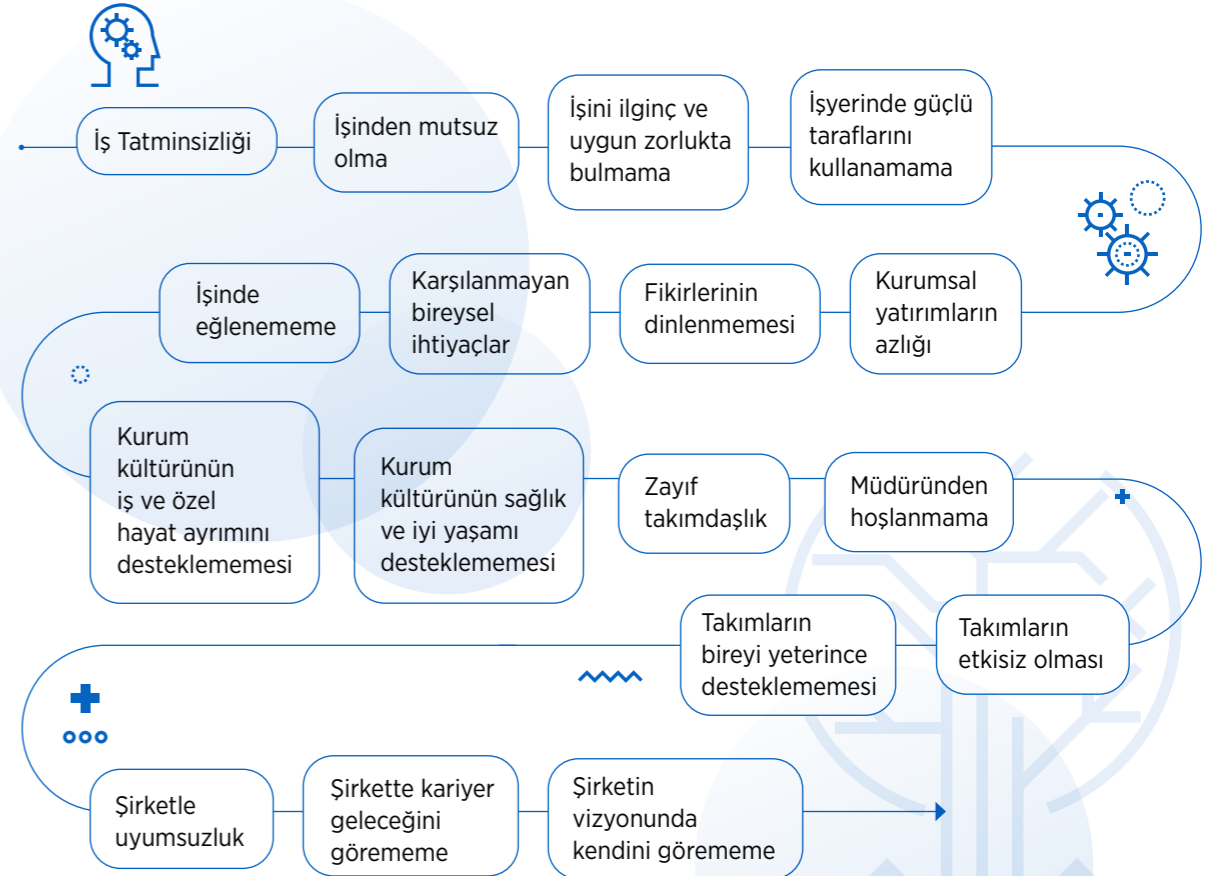 İş Tatminsizliği
İşinden mutsuz
olma
İşini ilginç ve
uygun zorlukta
bulmama
İşyerinde güçlü
taraflarını
kullanamama
Kurumsal
yatırımların
azlığı
Fikirlerinin
dinlenmemesi
Karşılanmayan
bireysel
ihtiyaçlar
İşinde
eğlenememe
Kurum
kültürünün
iş ve özel
hayat ayrımını
desteklememesi
Kurum
kültürünün sağlık
ve iyi yaşamı
desteklememesi
Zayıf
takımdaşlık
Müdüründen
hoşlanmama
Takımların
etkisiz olması
Takımların
bireyi yeterince
desteklememesi
Şirketle
uyumsuzluk
Şirkette kariyer
geleceğini
görememe
Şirketin
vizyonunda
kendini görememe